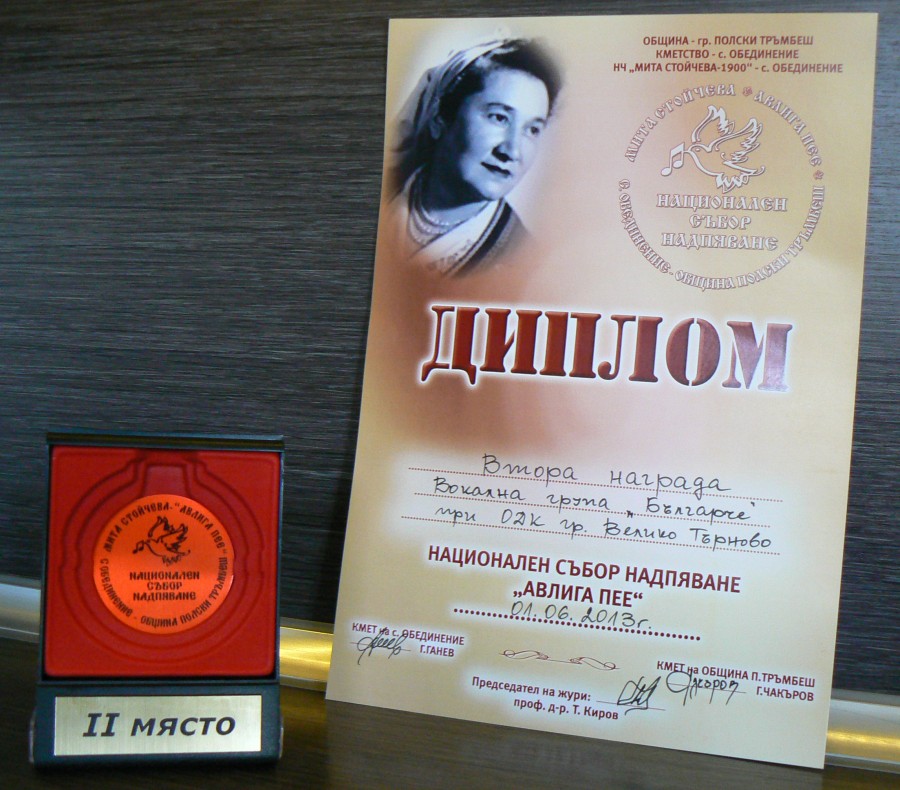 ОБЩИНА - гр. ПОЛСКИ ТРЪМБЕШ
КМЕТСТВО - с. ОБЕДИНЕНИЕ
НЧ „МИТА СТОЙЧЕВА-1900" - с. ОБЕДИНЕНИЕ
МИТА СТОЙЧЕВА АВЛИГА ПЕЕ
НАЦИОНАЛЕН
СЪБОР
НАДПЯВАНЕ
С. ОБЕДИНЕНИЕ - ОБЩИНА ПОЛСКИ ТРЪМБЕШ
ДИПЛОМ
Втора награда
Вокална група „Българче"
при ОДК гр. Велико Търново
НАЦИОНАЛЕН СЪБОР НАДПЯВАНЕ
„АВЛИГА ПЕЕ“
01.06.2013г.
КМЕТ на с. ОБЕДИНЕНИЕ
Г.ГАНЕВ
КМЕТ на ОБЩИНА П.ТРЪМБЕШ
Г.ЧАКЪРОВ
Председател на жури:
проф. д-р. Т. Киров
МИТА СТОЙЧЕВА-"АВЛИГА ПЕЕ"
НАЦИОНАЛЕН
СЪБОР
НАДПЯВАНЕ
С.ОБЕДИНЕНИЕ - ОБЩИНА ПОЛСКИ ТРЪМБЕШ
II място